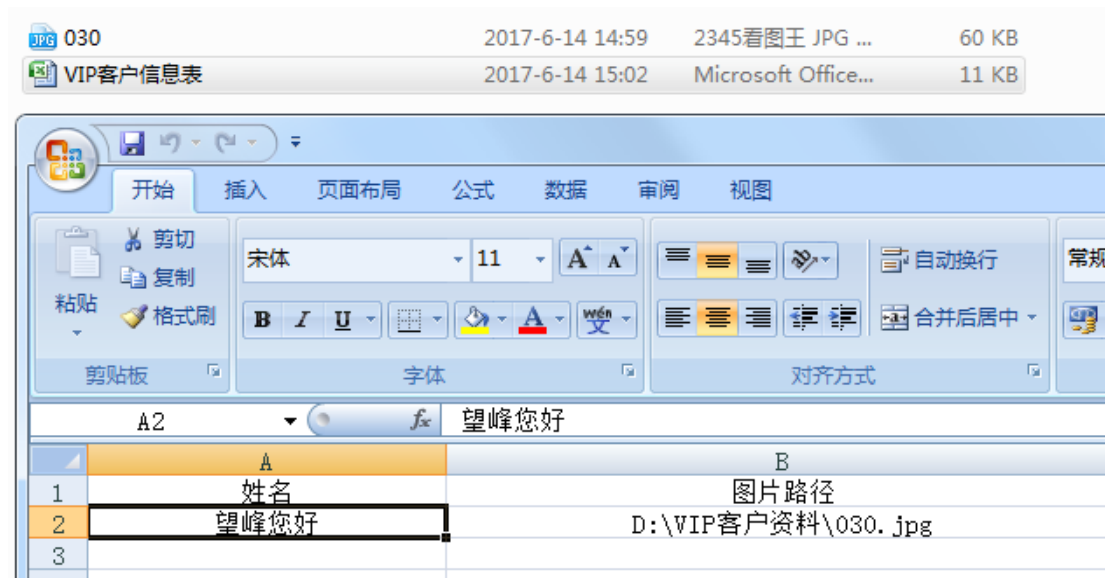 JPG 030 2017-6-14 14:59 2345看图王 JPG ... 60 KB
VIP客户信息表 2017-6-14 15:02 Microsoft Office... 11 KB
开始 插入 页面布局 公式 数据 审阅 视图
粘贴 剪切 复制 格式刷
宋体 11 A A
B I U A wén 文
自动换行
合并后居中
常规
剪贴板 字体 对齐方式
A2 fx 望峰您好
A B
1 姓名 图片路径
2 望峰您好 D:\VIP客户资料\030.jpg
3